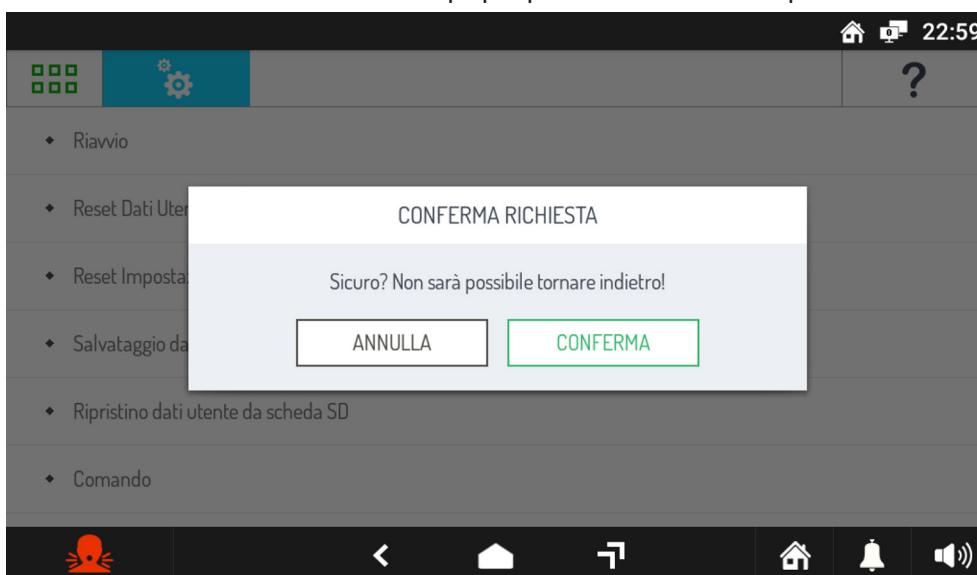 22:59
?
Riavvio
Reset Dati Uten
Reset Imposta
Salvataggio da
Ripristino dati utente da scheda SD
Comando
CONFERMA RICHIESTA
Sicuro? Non sarà possibile tornare indietro!
ANNULLA
CONFERMA